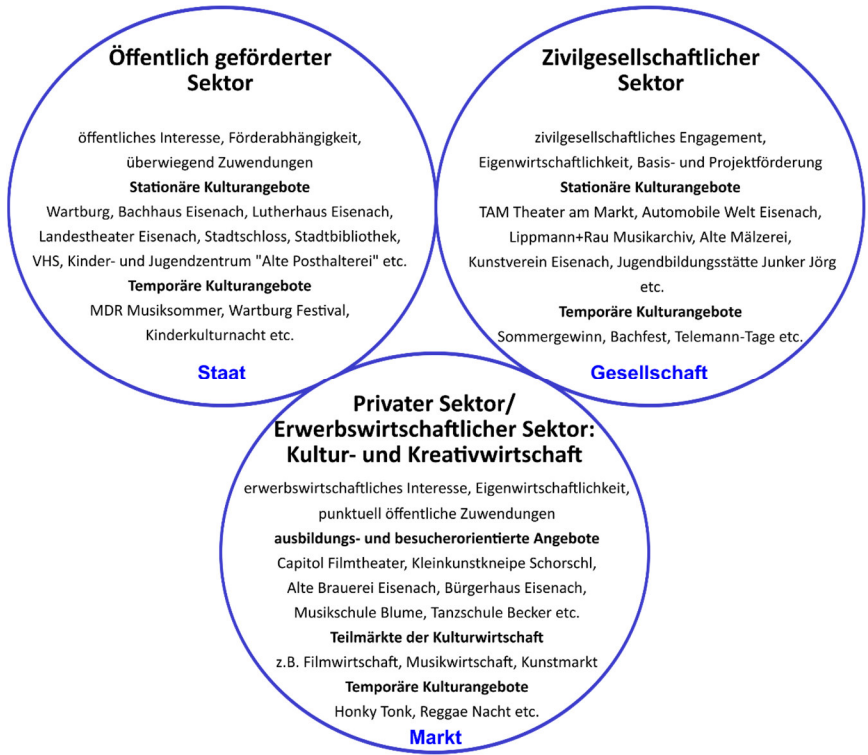 Öffentlich geförderter
Sektor
öffentliches Interesse, Förderabhängigkeit,
überwiegend Zuwendungen
Stationäre Kulturangebote
Wartburg, Bachhaus Eisenach, Lutherhaus Eisenach,
Landestheater Eisenach, Stadtschloss, Stadtbibliothek,
VHS, Kinder- und Jugendzentrum "Alte Posthalterei" etc.
Temporäre Kulturangebote
MDR Musiksommer, Wartburg Festival,
Kinderkulturnacht etc.
Staat
Zivilgesellschaftlicher
Sektor
zivilgesellschaftliches Engagement,
Eigenwirtschaftlichkeit, Basis- und Projektförderung
Stationäre Kulturangebote
TAM Theater am Markt, Automobile Welt Eisenach,
Lippmann+Rau Musikarchiv, Alte Mälzerei,
Kunstverein Eisenach, Jugendbildungsstätte Junker Jörg
etc.
Temporäre Kulturangebote
Sommergewinn, Bachfest, Telemann-Tage etc.
Gesellschaft
Privater Sektor/
Erwerbswirtschaftlicher Sektor:
Kultur- und Kreativwirtschaft
erwerbswirtschaftliches Interesse, Eigenwirtschaftlichkeit,
punktuell öffentliche Zuwendungen
ausbildungs- und besucherorientierte Angebote
Capitol Filmtheater, Kleinkunstkneipe Schorschl,
Alte Brauerei Eisenach, Bürgerhaus Eisenach,
Musikschule Blume, Tanzschule Becker etc.
Teilmärkte der Kulturwirtschaft
z.B. Filmwirtschaft, Musikwirtschaft, Kunstmarkt
Temporäre Kulturangebote
Honky Tonk, Reggae Nacht etc.
Markt